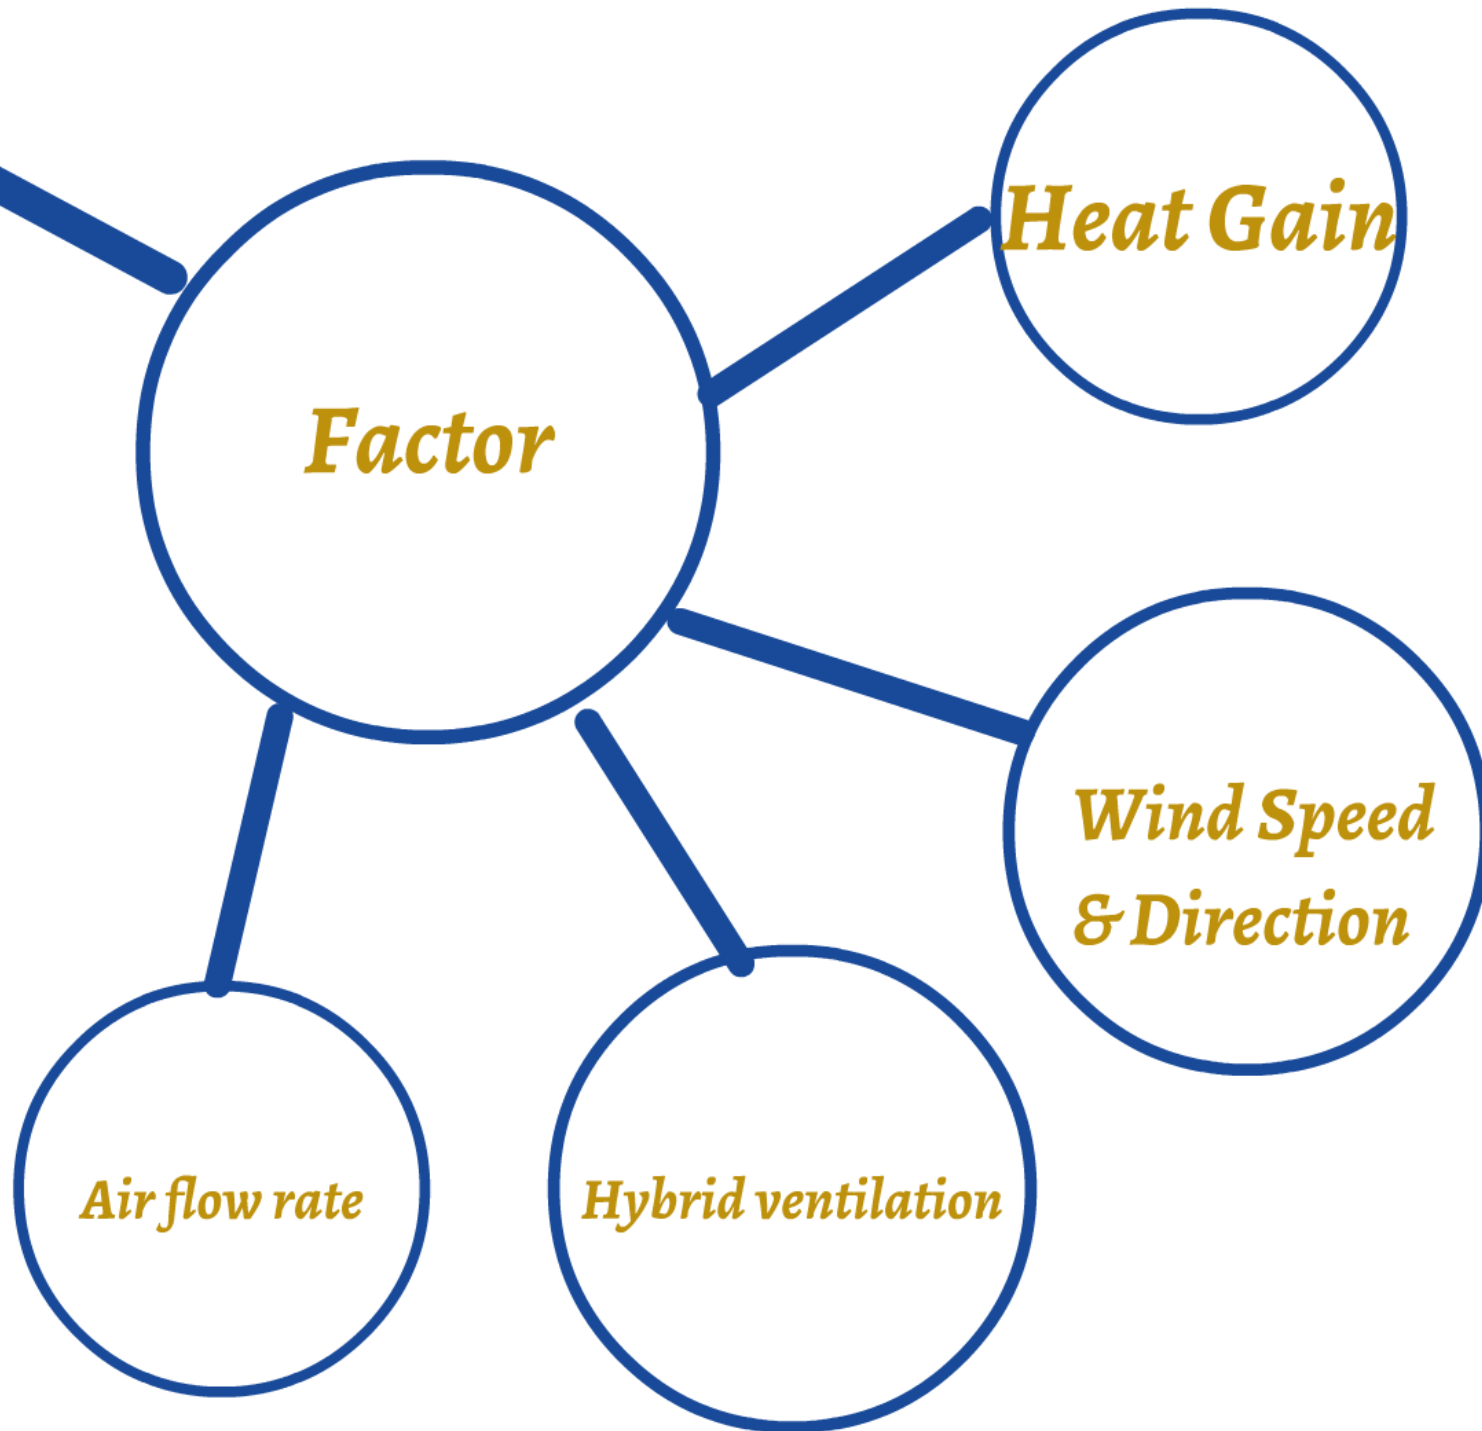 Heat Gain
Factor
Wind Speed
& Direction
Air flow rate
Hybrid ventilation